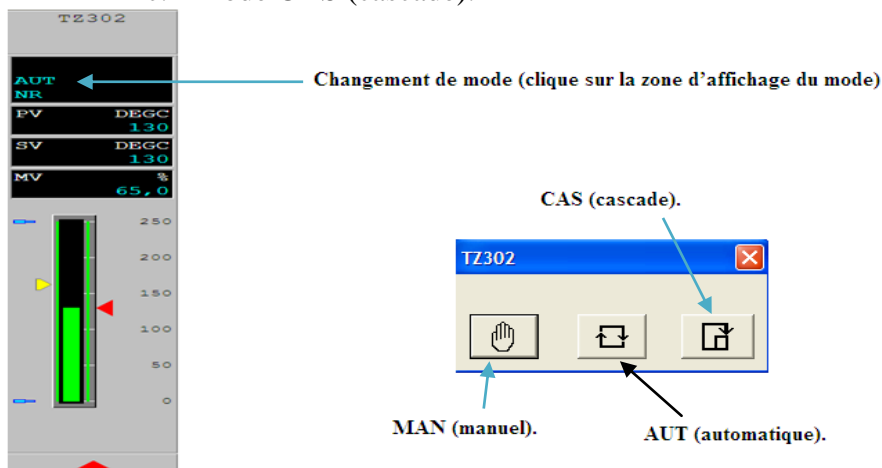 TZ302
AUT
NR
PV DEGC
130
SV DEGC
130
MV %
65,0
250
200
150
100
50
0
Changement de mode (clique sur la zone d’affichage du mode)
CAS (cascade).
TZ302
MAN (manuel).
AUT (automatique).